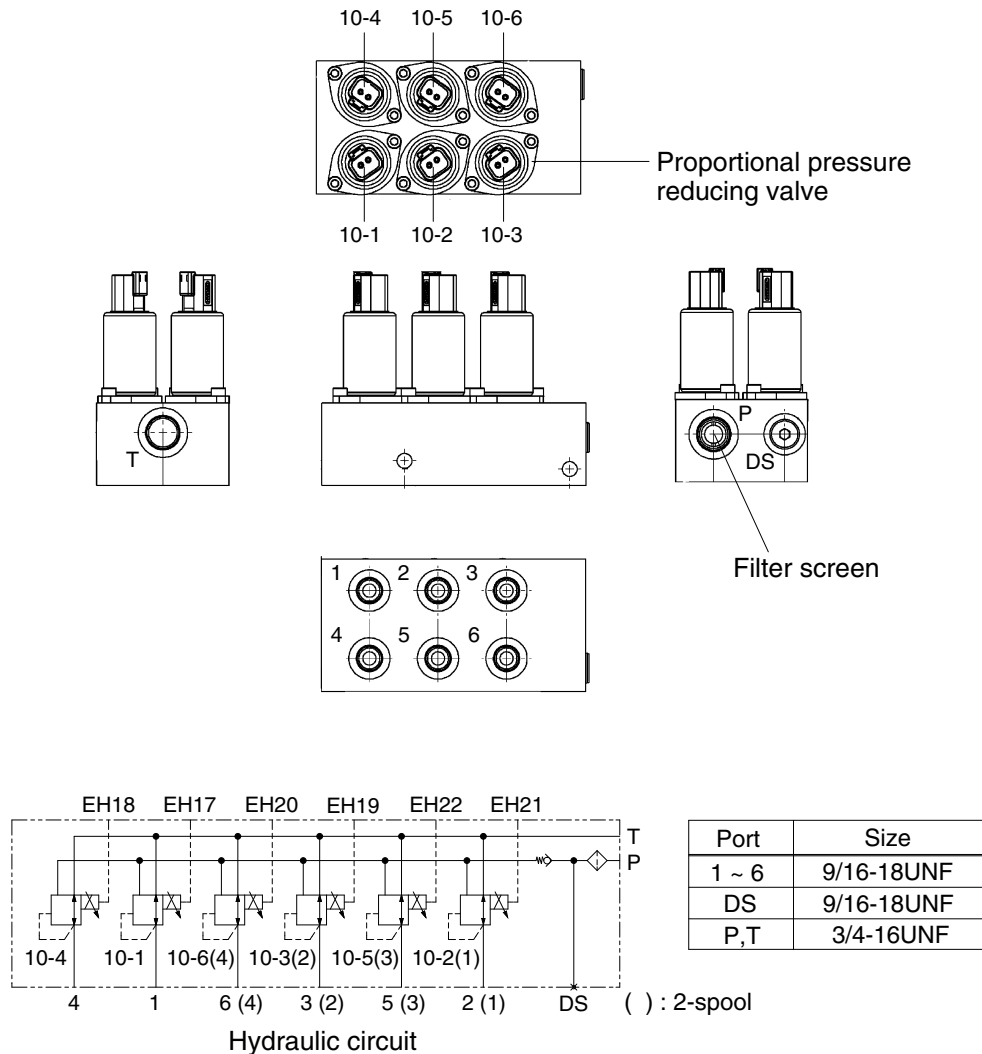 10-4 10-5 10-6
Proportional pressure
reducing valve
10-1 10-2 10-3
T
P
DS
Filter screen
1 2 3
4 5 6
EH18 EH17 EH20 EH19 EH22 EH21
T
P
10-4 10-1 10-6(4) 10-3(2) 10-5(3) 10-2(1)
4 1 6 (4) 3 (2) 5 (3) 2 (1) DS ( ) : 2-spool
Hydraulic circuit
Port Size
1 ~ 6 9/16-18UNF
DS 9/16-18UNF
P,T 3/4-16UNF